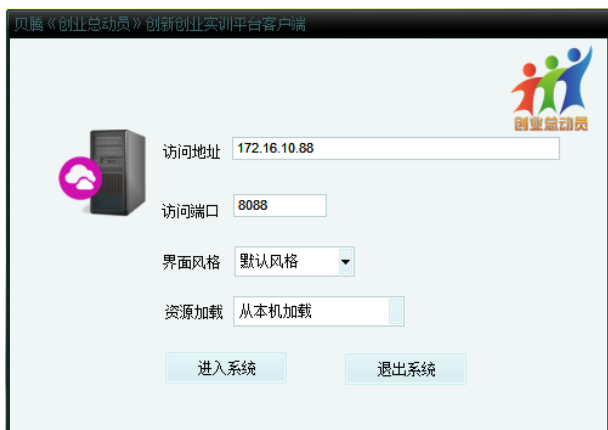 贝腾《创业总动员》创新创业实训平台客户端
创业总动员
访问地址 172.16.10.88
访问端口 8088
界面风格 默认风格
资源加载 从本机加载
进入系统 退出系统